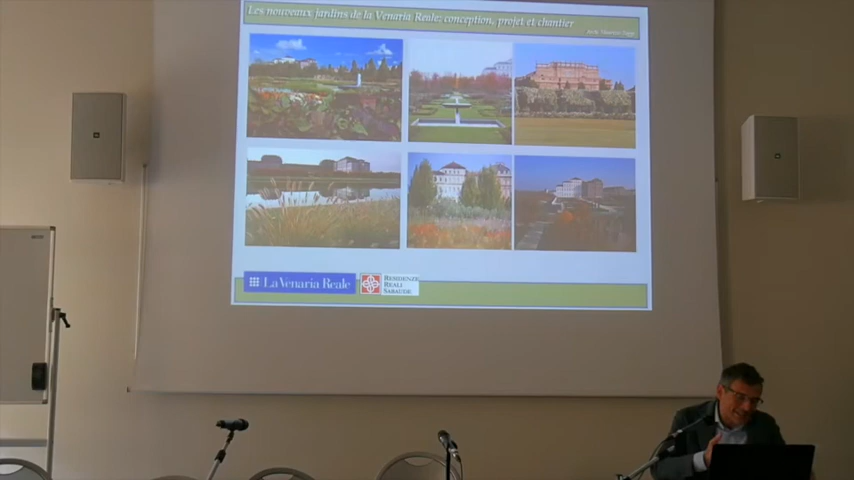 Les nouveaux jardins de la Venaria Reale: conception, projet et chantier
La Venaria Reale
RESIDENZE
REALI
SABAUDE